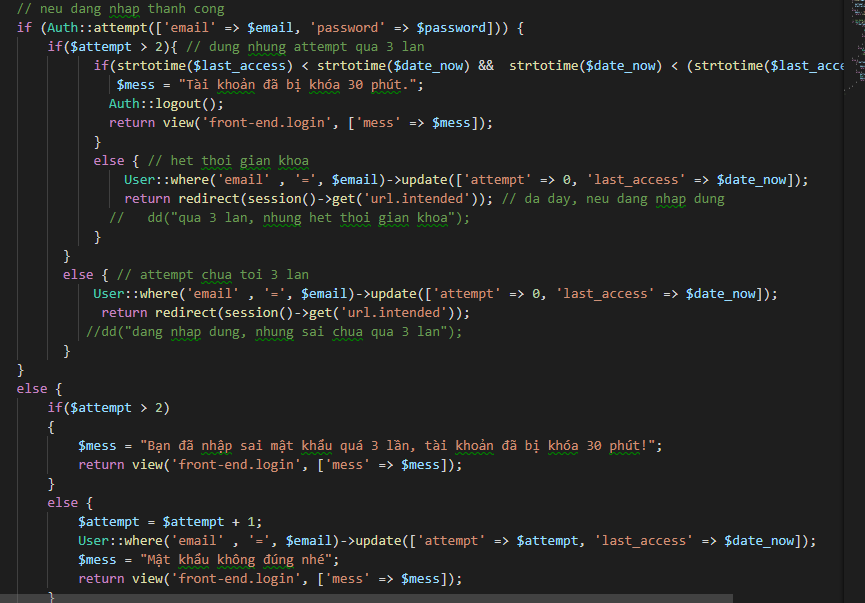 // neu dang nhap thanh cong
if (Auth::attempt(['email' => $email, 'password' => $password])) {
if($attempt > 2){ // dung nhung attempt qua 3 lan
if(strtotime($last_access) < strtotime($date_now) && strtotime($date_now) < (strtotime($last_acce
$mess = "Tài khoản đã bị khóa 30 phút.";
Auth::logout();
return view('front-end.login', ['mess' => $mess]);
}
else { // het thoi gian khoa
User::where('email' , '=', $email)->update(['attempt' => 0, 'last_access' => $date_now]);
return redirect(session()->get('url.intended')); // da day, neu dang nhap dung
// dd("qua 3 lan, nhung het thoi gian khoa");
}
}
else { // attempt chua toi 3 lan
User::where('email' , '=', $email)->update(['attempt' => 0, 'last_access' => $date_now]);
return redirect(session()->get('url.intended'));
//dd("dang nhap dung, nhung sai chua qua 3 lan");
}
}
else {
if($attempt > 2)
{
$mess = "Bạn đã nhập sai mật khẩu quá 3 lần, tài khoản đã bị khóa 30 phút!";
return view('front-end.login', ['mess' => $mess]);
}
else {
$attempt = $attempt + 1;
User::where('email' , '=', $email)->update(['attempt' => $attempt, 'last_access' => $date_now]);
$mess = "Mật khẩu không đúng nhé";
return view('front-end.login', ['mess' => $mess]);
}